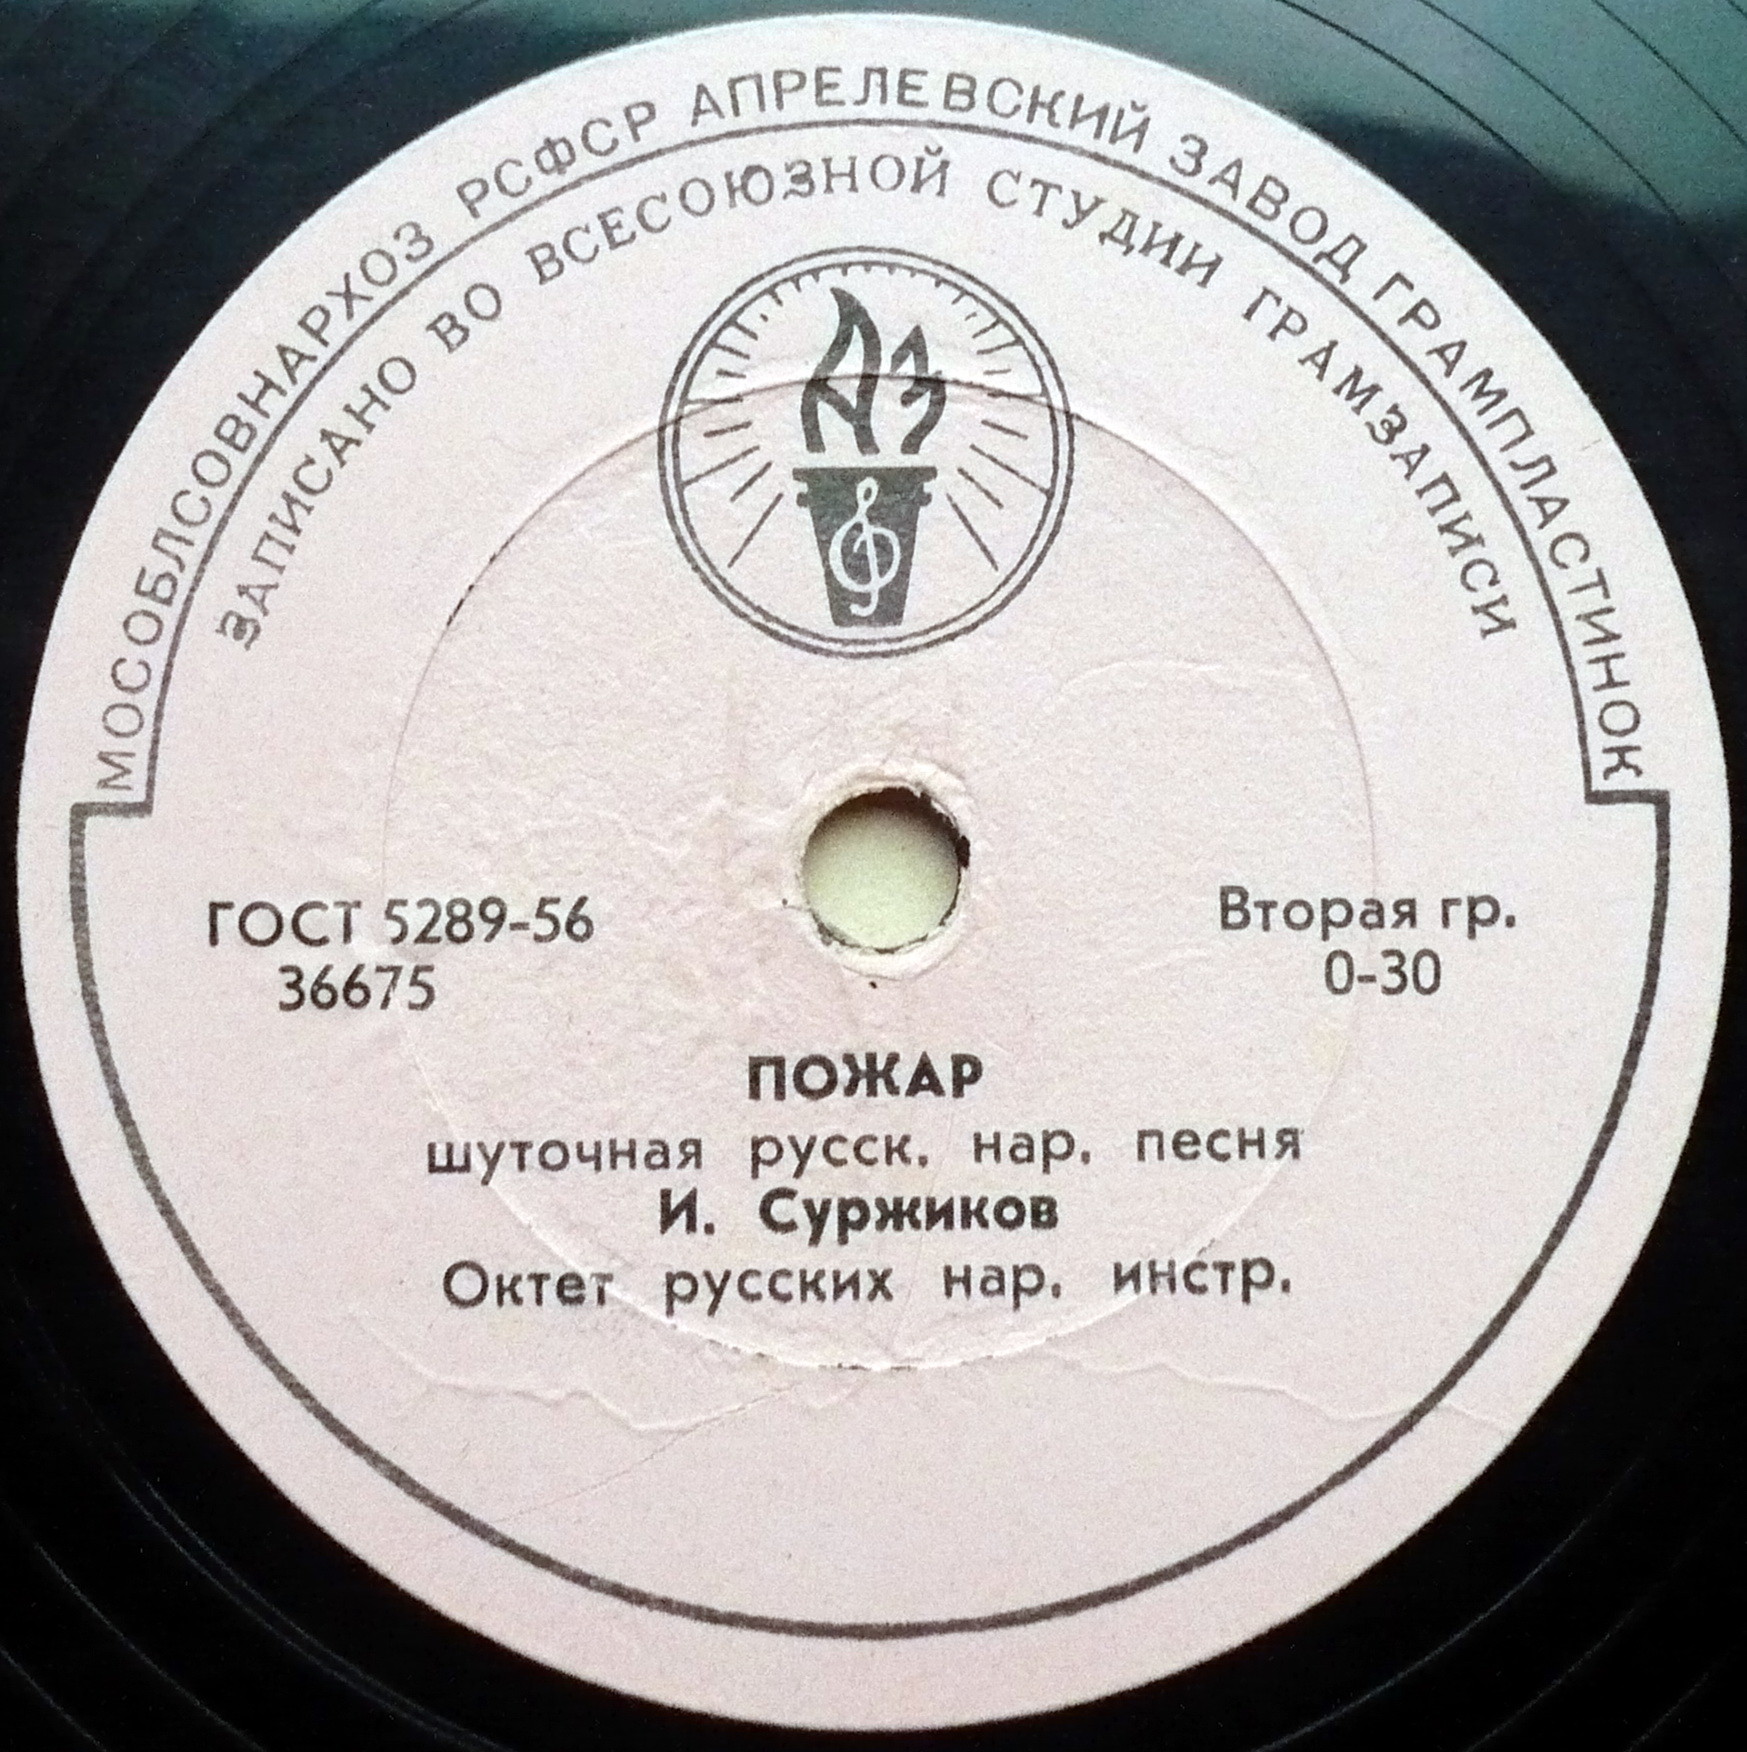 МОСОБЛСОВНАРХОЗ РСФСР АПРЕЛЕВСКИЙ ЗАВОД ГРАМПЛАСТИНОК
ЗАПИСАНО ВО ВСЕСОЮЗНОЙ СТУДИИ ГРАМЗАПИСИ
АЗ
ГОСТ 5289-56
36675
Вторая гр.
0-30
ПОЖАР
шуточная русск. нар. песня
И. Суржиков
Октет русских нар. инстр.